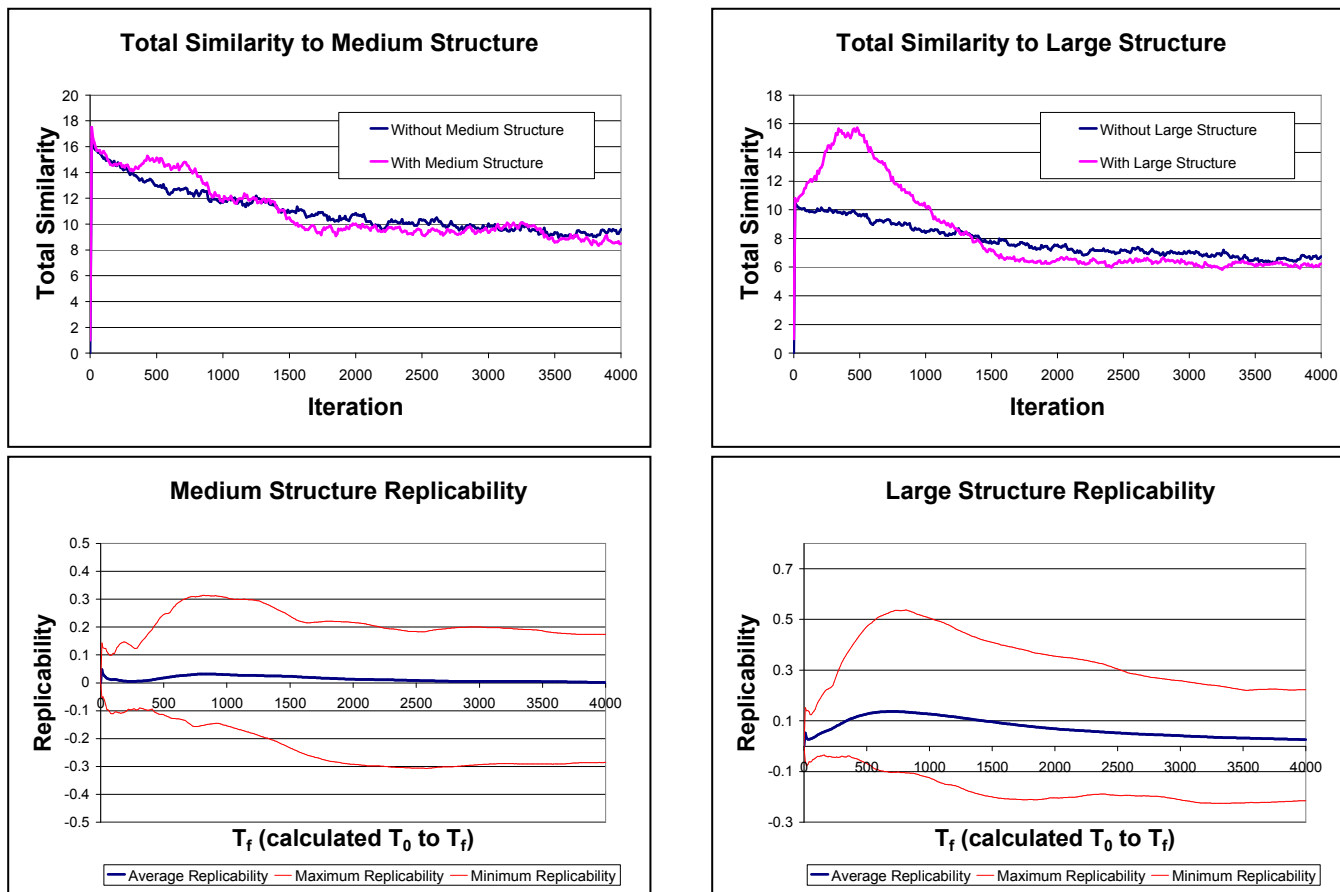 Total Similarity to Medium Structure
20
18
16
14
12
10
8
6
4
2
0
Total Similarity
Without Medium Structure
With Medium Structure
0 500 1000 1500 2000 2500 3000 3500 4000
Iteration
Total Similarity to Large Structure
18
16
14
12
10
8
6
4
2
0
Total Similarity
Without Large Structure
With Large Structure
0 500 1000 1500 2000 2500 3000 3500 4000
Iteration
Medium Structure Replicability
0.5
0.4
0.3
0.2
0.1
0
-0.1
-0.2
-0.3
-0.4
-0.5
Replicability
0 500 1000 1500 2000 2500 3000 3500 4000
T_f (calculated T_0 to T_f)
Average Replicability Maximum Replicability Minimum Replicability
Large Structure Replicability
0.7
0.5
0.3
0.1
-0.1
-0.3
Replicability
0 500 1000 1500 2000 2500 3000 3500 4000
T_f (calculated T_0 to T_f)
Average Replicability Maximum Replicability Minimum Replicability